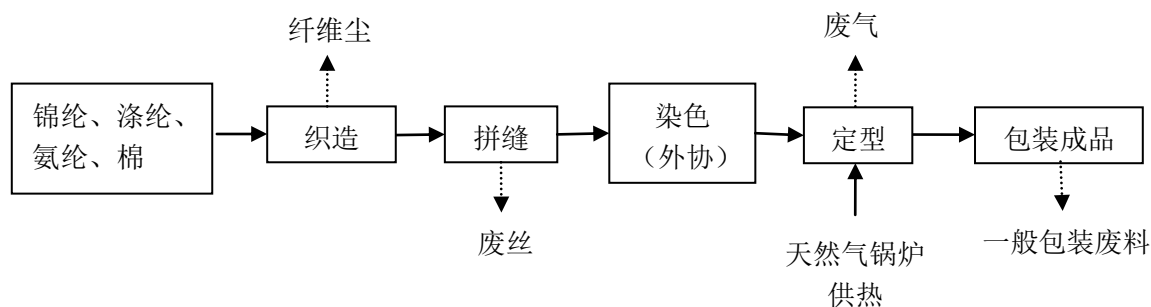 纤维尘
废气
锦纶、涤纶、
氨纶、棉
织造
拼缝
染色
（外协）
定型
包装成品
废丝
天然气锅炉
供热
一般包装废料